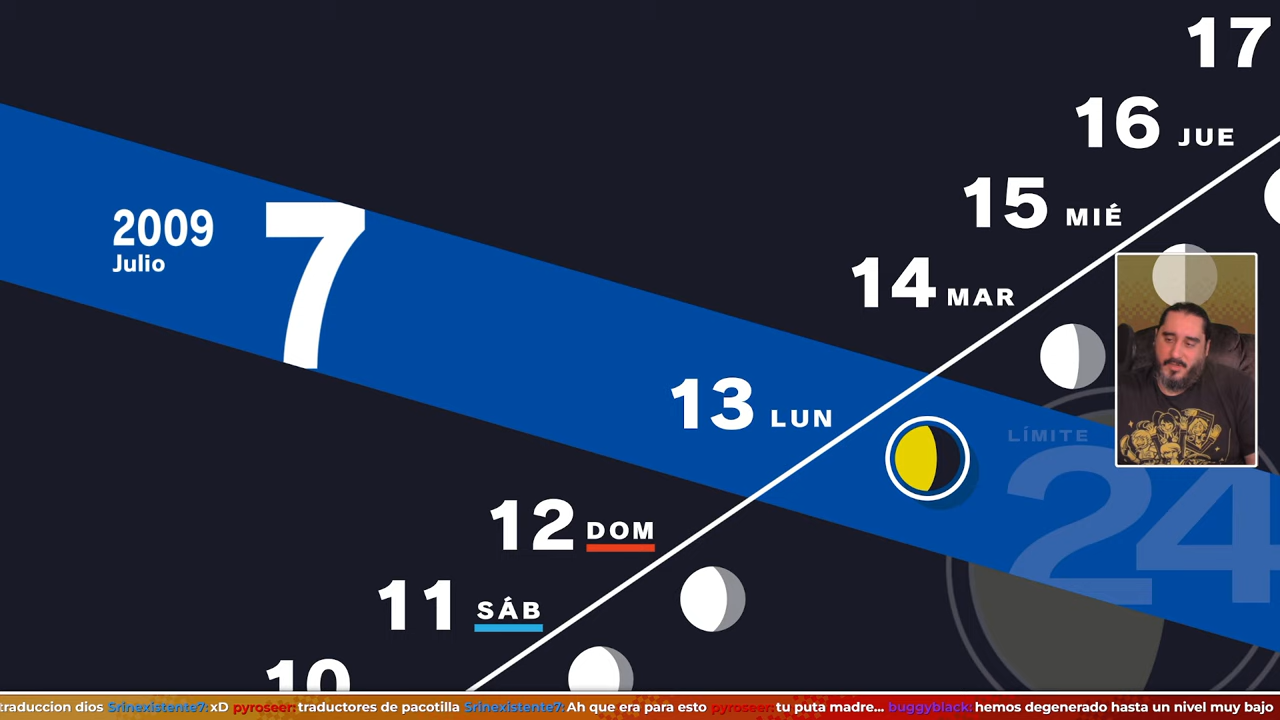 17
16 JUE
15 MIÉ
14 MAR
2009
Julio
7
13 LUN
LÍMITE
24
12 DOM
11 SÁB
10
traduccion dios Srinexistente7: xD pyroseer: traductores de pacotilla Srinexistente7: Ah que era para esto pyroseer: tu puta madre... buggyblack: hemos degenerado hasta un nivel muy bajo